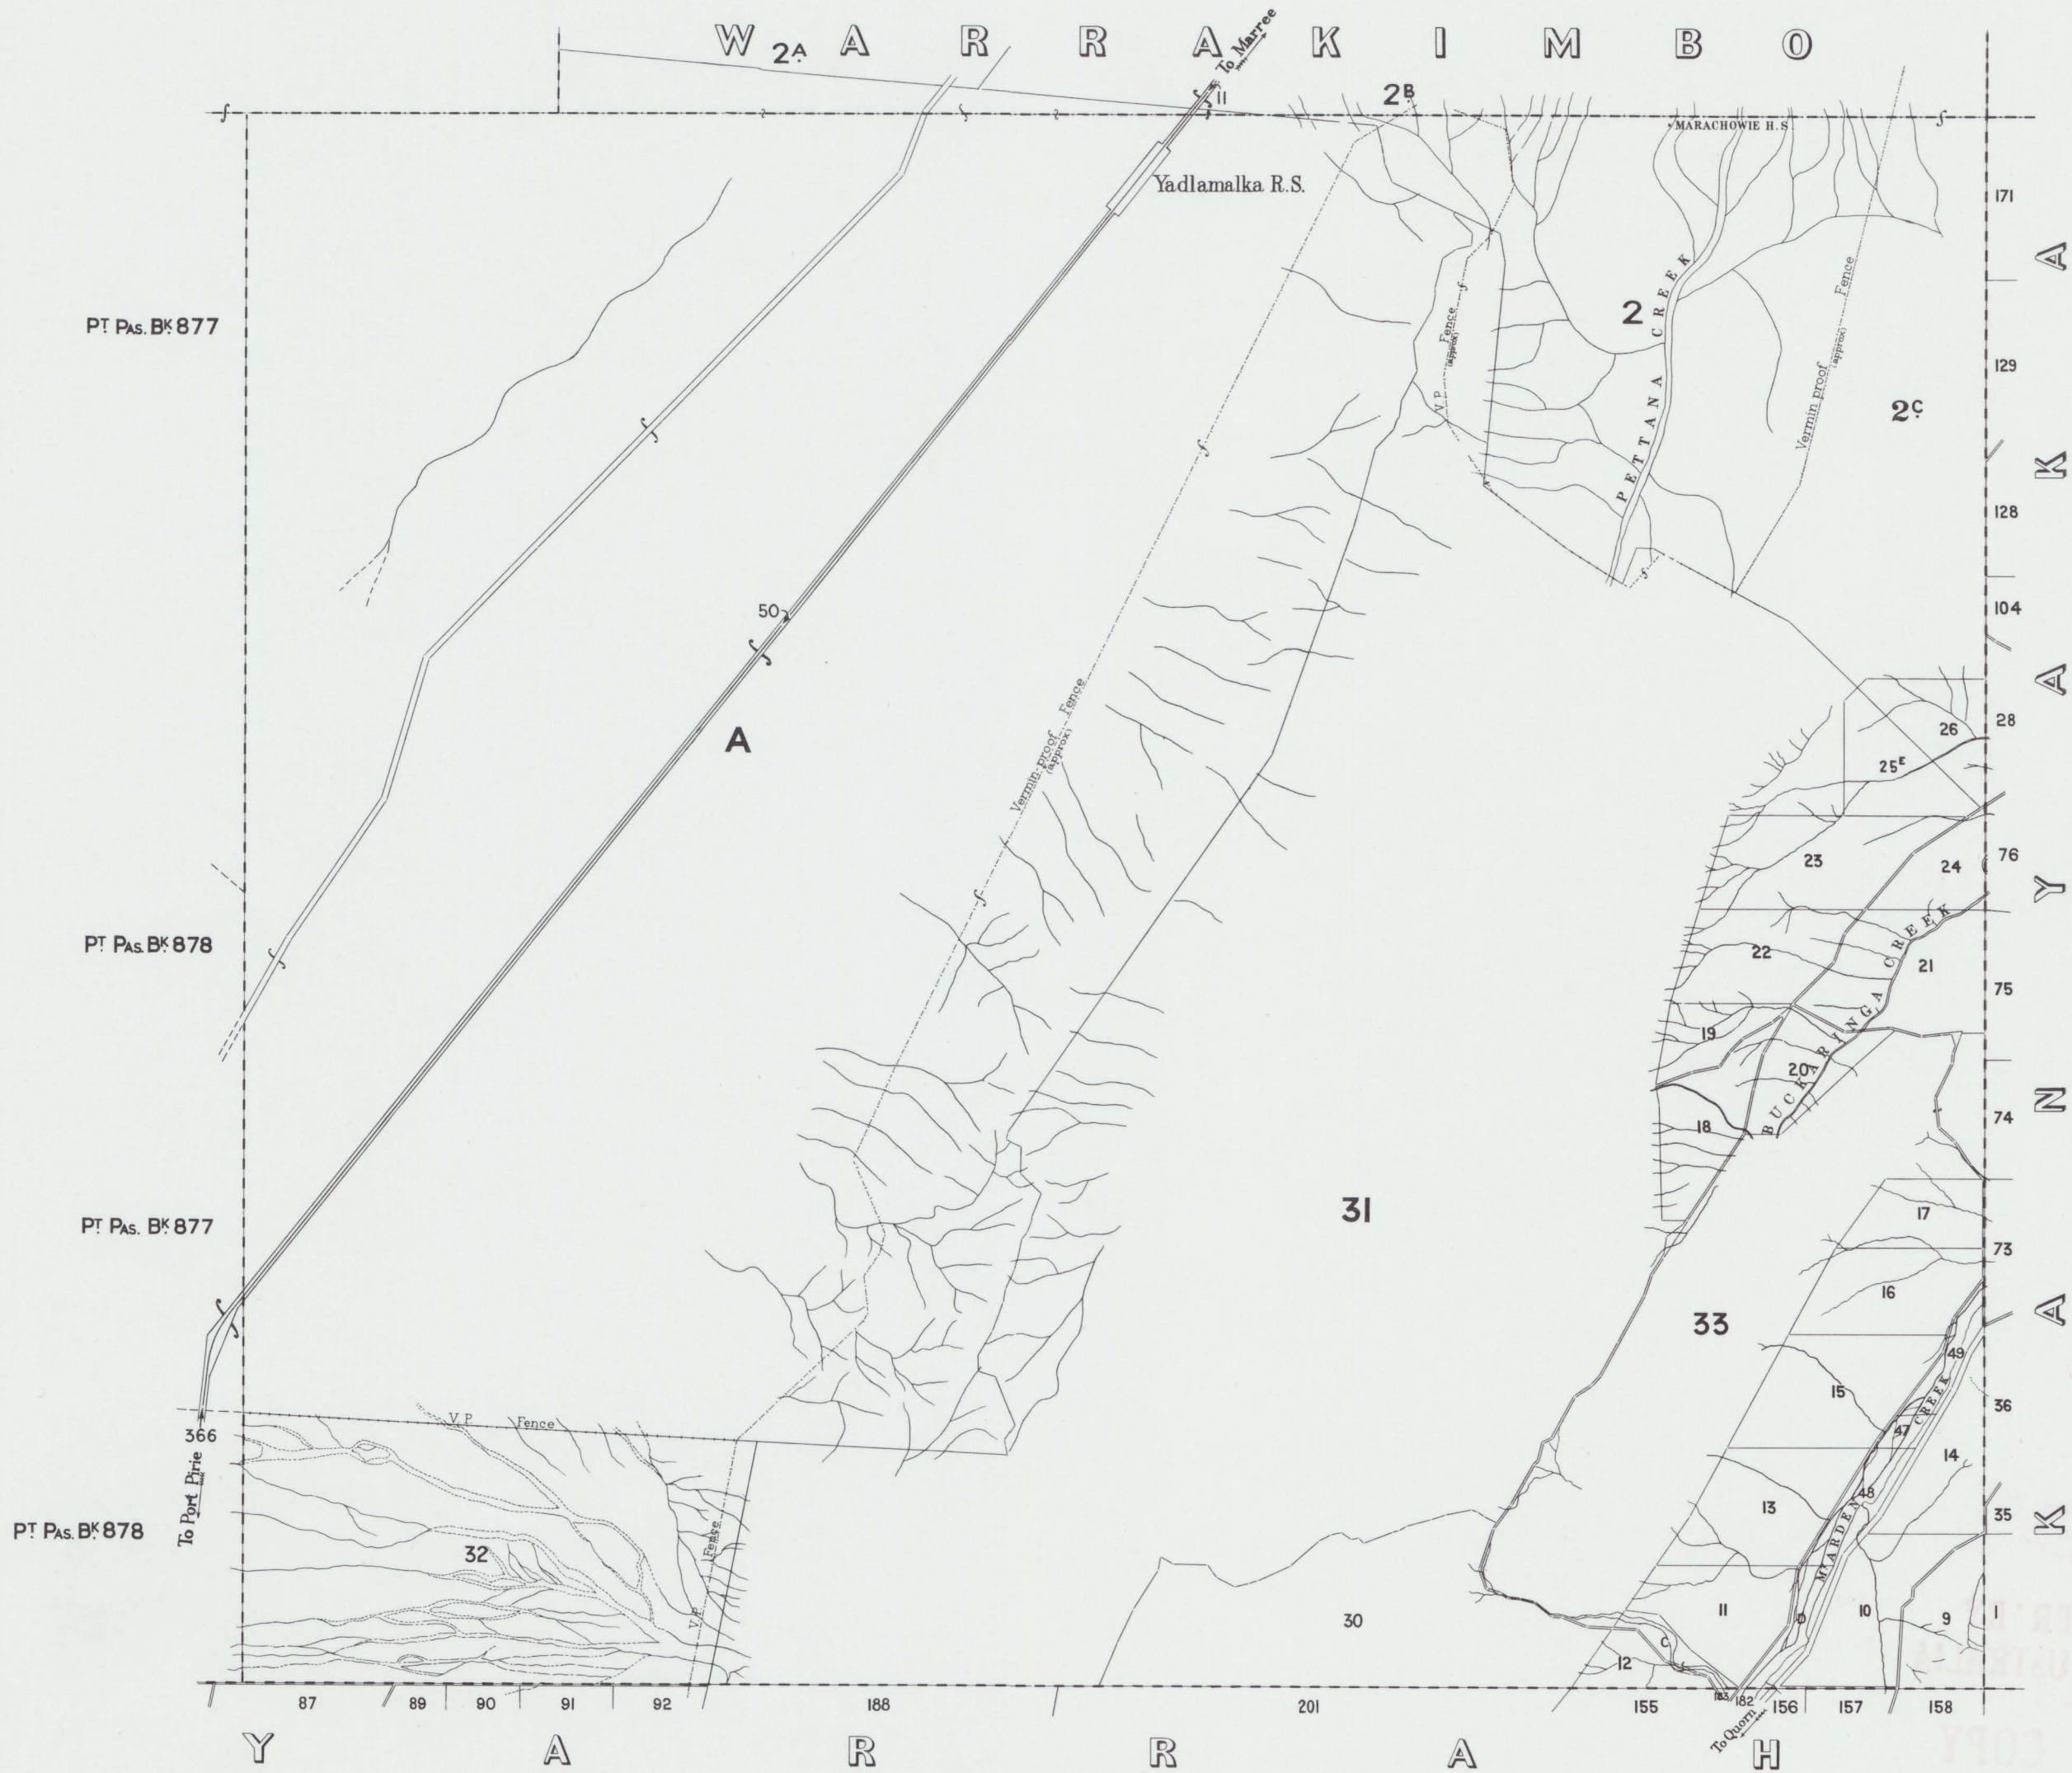 WARRAKIMBO
2A
To Marree
11
2B
MARACHOWIE H.S.
Yadlamalka R.S.
171
PT PAS. BK 877
2
PETTANA CREEK
V.P. Fence
(approx)
Vermin proof Fence
(approx)
129
2C
128
50
104
A
Vermin-proof Fence
(approx)
28
26
25E
23
24
76
PT PAS. BK 878
22
21
75
BUCKARINGA CREEK
19
20
18
74
31
17
73
PT PAS. BK 877
16
33
49
15
36
47
14
366
To Port Pirie
V.P. Fence
48
13
35
MARDEN CREEK
PT PAS. BK 878
32
V.P. Fence
30
11
D
10
9
1
C
12
87
89
90
91
92
188
201
155
183
182
156
157
158
To Quorn
YARRAH
KANYAKA
COPY